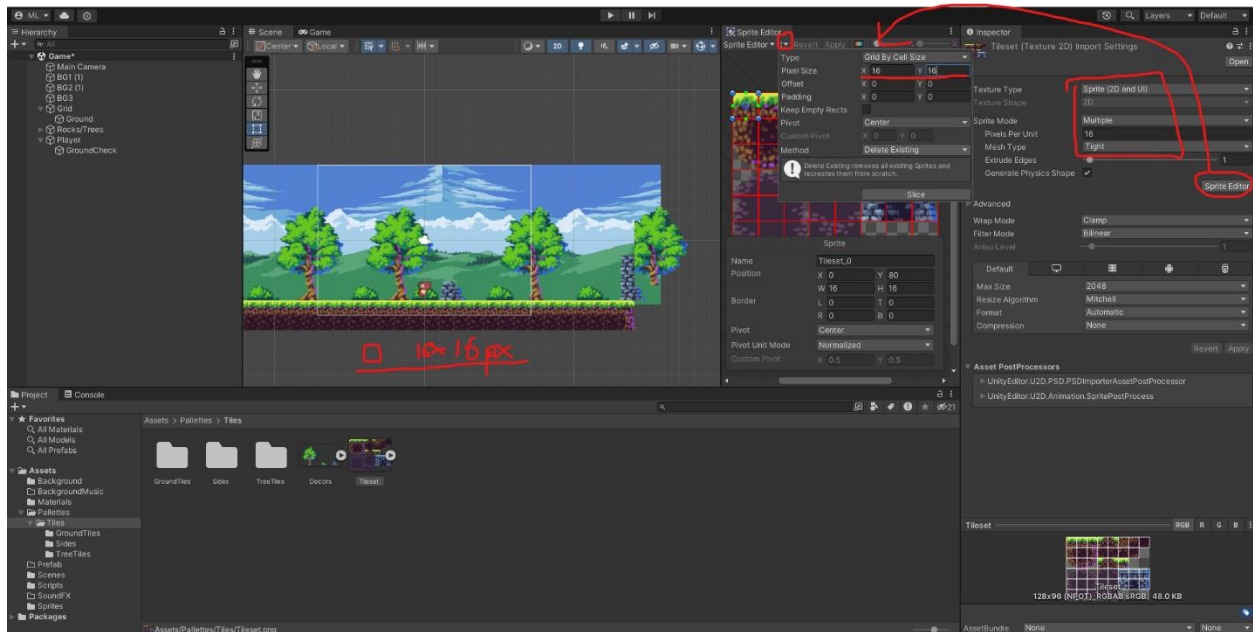 ML
Layers
Default
Hierarchy
All
Game*
Main Camera
BG1 (1)
BG2 (1)
BG3
Grid
Ground
Rocks/Trees
Player
GroundCheck
Scene
Game
Center
Local
2D
16x16px
Sprite Editor
Sprite Editor
Revert
Apply
Type
Grid By Cell Size
Pixel Size
X 16
Y 16
Offset
X 0
Y 0
Padding
X 0
Y 0
Keep Empty Rects
Pivot
Center
Custom Pivot
X 0
Y 0
Method
Delete Existing
Delete Existing removes all existing Sprites and
recreates them from scratch.
Slice
Sprite
Name
Tileset_0
Position
X 0
Y 80
W 16
H 16
Border
L 0
T 0
R 0
B 0
Pivot
Center
Pivot Unit Mode
Normalized
Custom Pivot
X 0.5
Y 0.5
Inspector
Tileset (Texture 2D) Import Settings
Open
Texture Type
Sprite (2D and UI)
Texture Shape
2D
Sprite Mode
Multiple
Pixels Per Unit
16
Mesh Type
Tight
Extrude Edges
1
Generate Physics Shape
Sprite Editor
Advanced
Wrap Mode
Clamp
Filter Mode
Bilinear
Aniso Level
1
Default
Max Size
2048
Resize Algorithm
Mitchell
Format
Automatic
Compression
None
Revert
Apply
Asset PostProcessors
UnityEditor.U2D.PSD.PSDImporterAssetPostProcessor
UnityEditor.U2D.Animation.SpritePostProcess
Project
Console
21
Favorites
All Materials
All Models
All Prefabs
Assets
Background
BackgroundMusic
Materials
Pallettes
Tiles
GroundTiles
Sides
TreeTiles
Prefab
Scenes
Scripts
SoundFX
Sprites
Packages
Assets > Pallettes > Tiles
GroundTiles
Sides
TreeTiles
Decors
Tileset
Assets/Pallettes/Tiles/Tileset.png
Tileset
RGB R G B
Tileset
128x96 (NPOT) RGBA8 sRGB 48.0 KB
AssetBundle
None
None